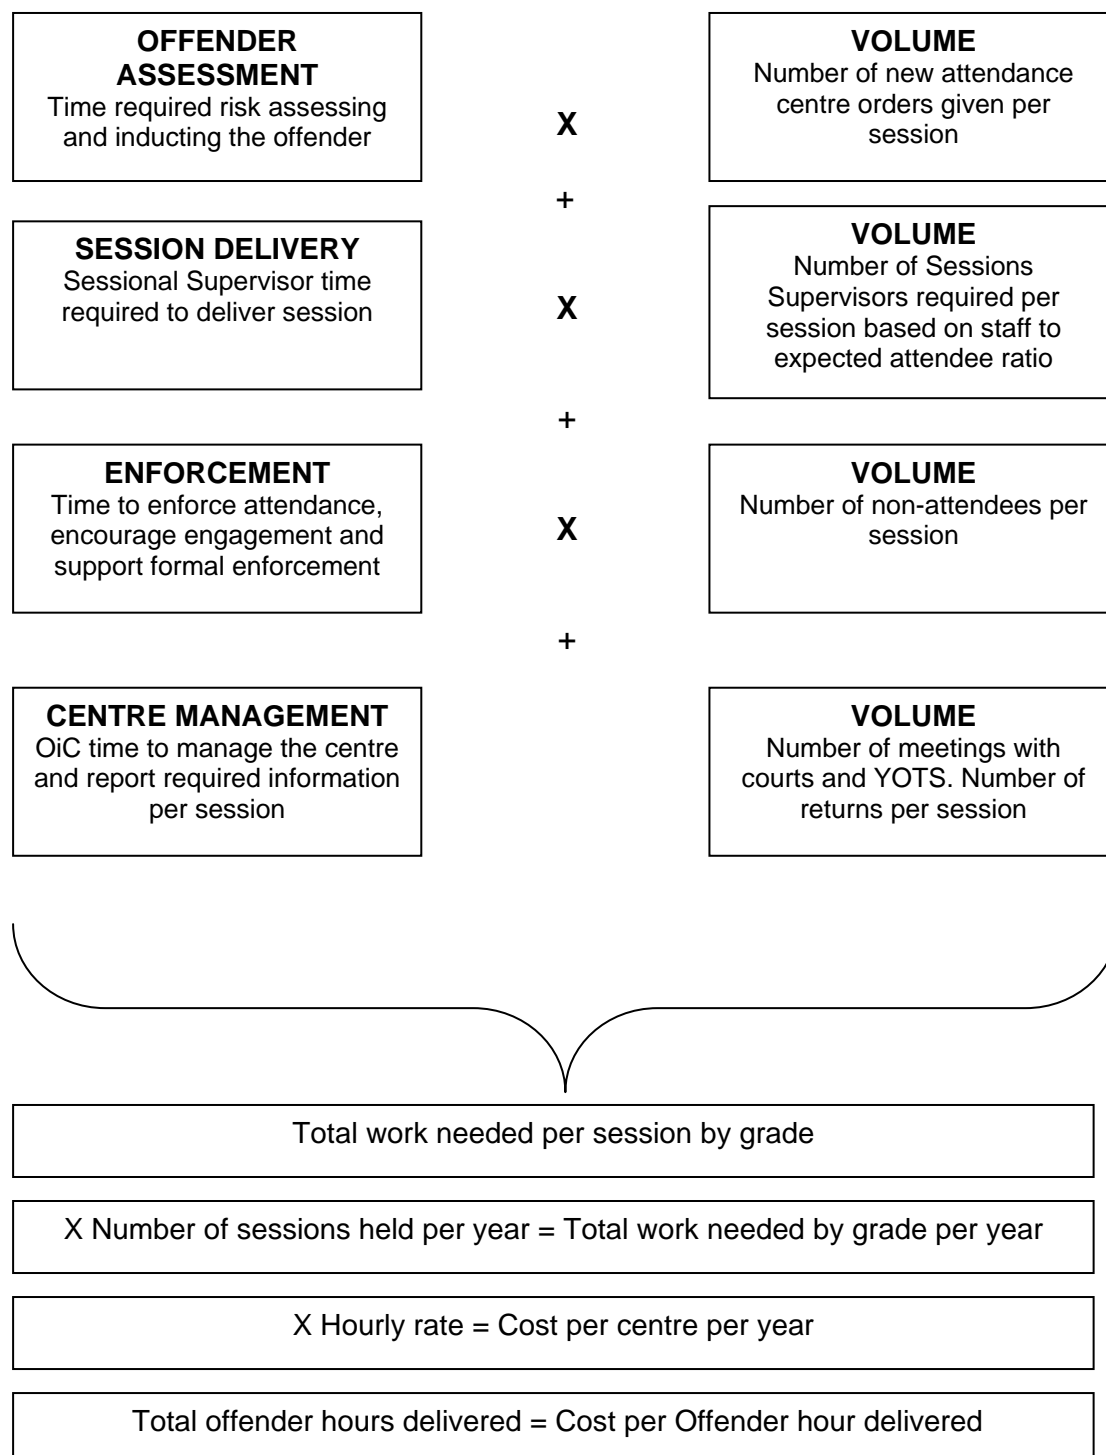 OFFENDER
ASSESSMENT
Time required risk assessing
and inducting the offender
X
VOLUME
Number of new attendance
centre orders given per
session
+
SESSION DELIVERY
Sessional Supervisor time
required to deliver session
X
VOLUME
Number of Sessions
Supervisors required per
session based on staff to
expected attendee ratio
+
ENFORCEMENT
Time to enforce attendance,
encourage engagement and
support formal enforcement
X
VOLUME
Number of non-attendees per
session
+
CENTRE MANAGEMENT
OiC time to manage the centre
and report required information
per session
VOLUME
Number of meetings with
courts and YOTS. Number of
returns per session
Total work needed per session by grade
X Number of sessions held per year = Total work needed by grade per year
X Hourly rate = Cost per centre per year
Total offender hours delivered = Cost per Offender hour delivered